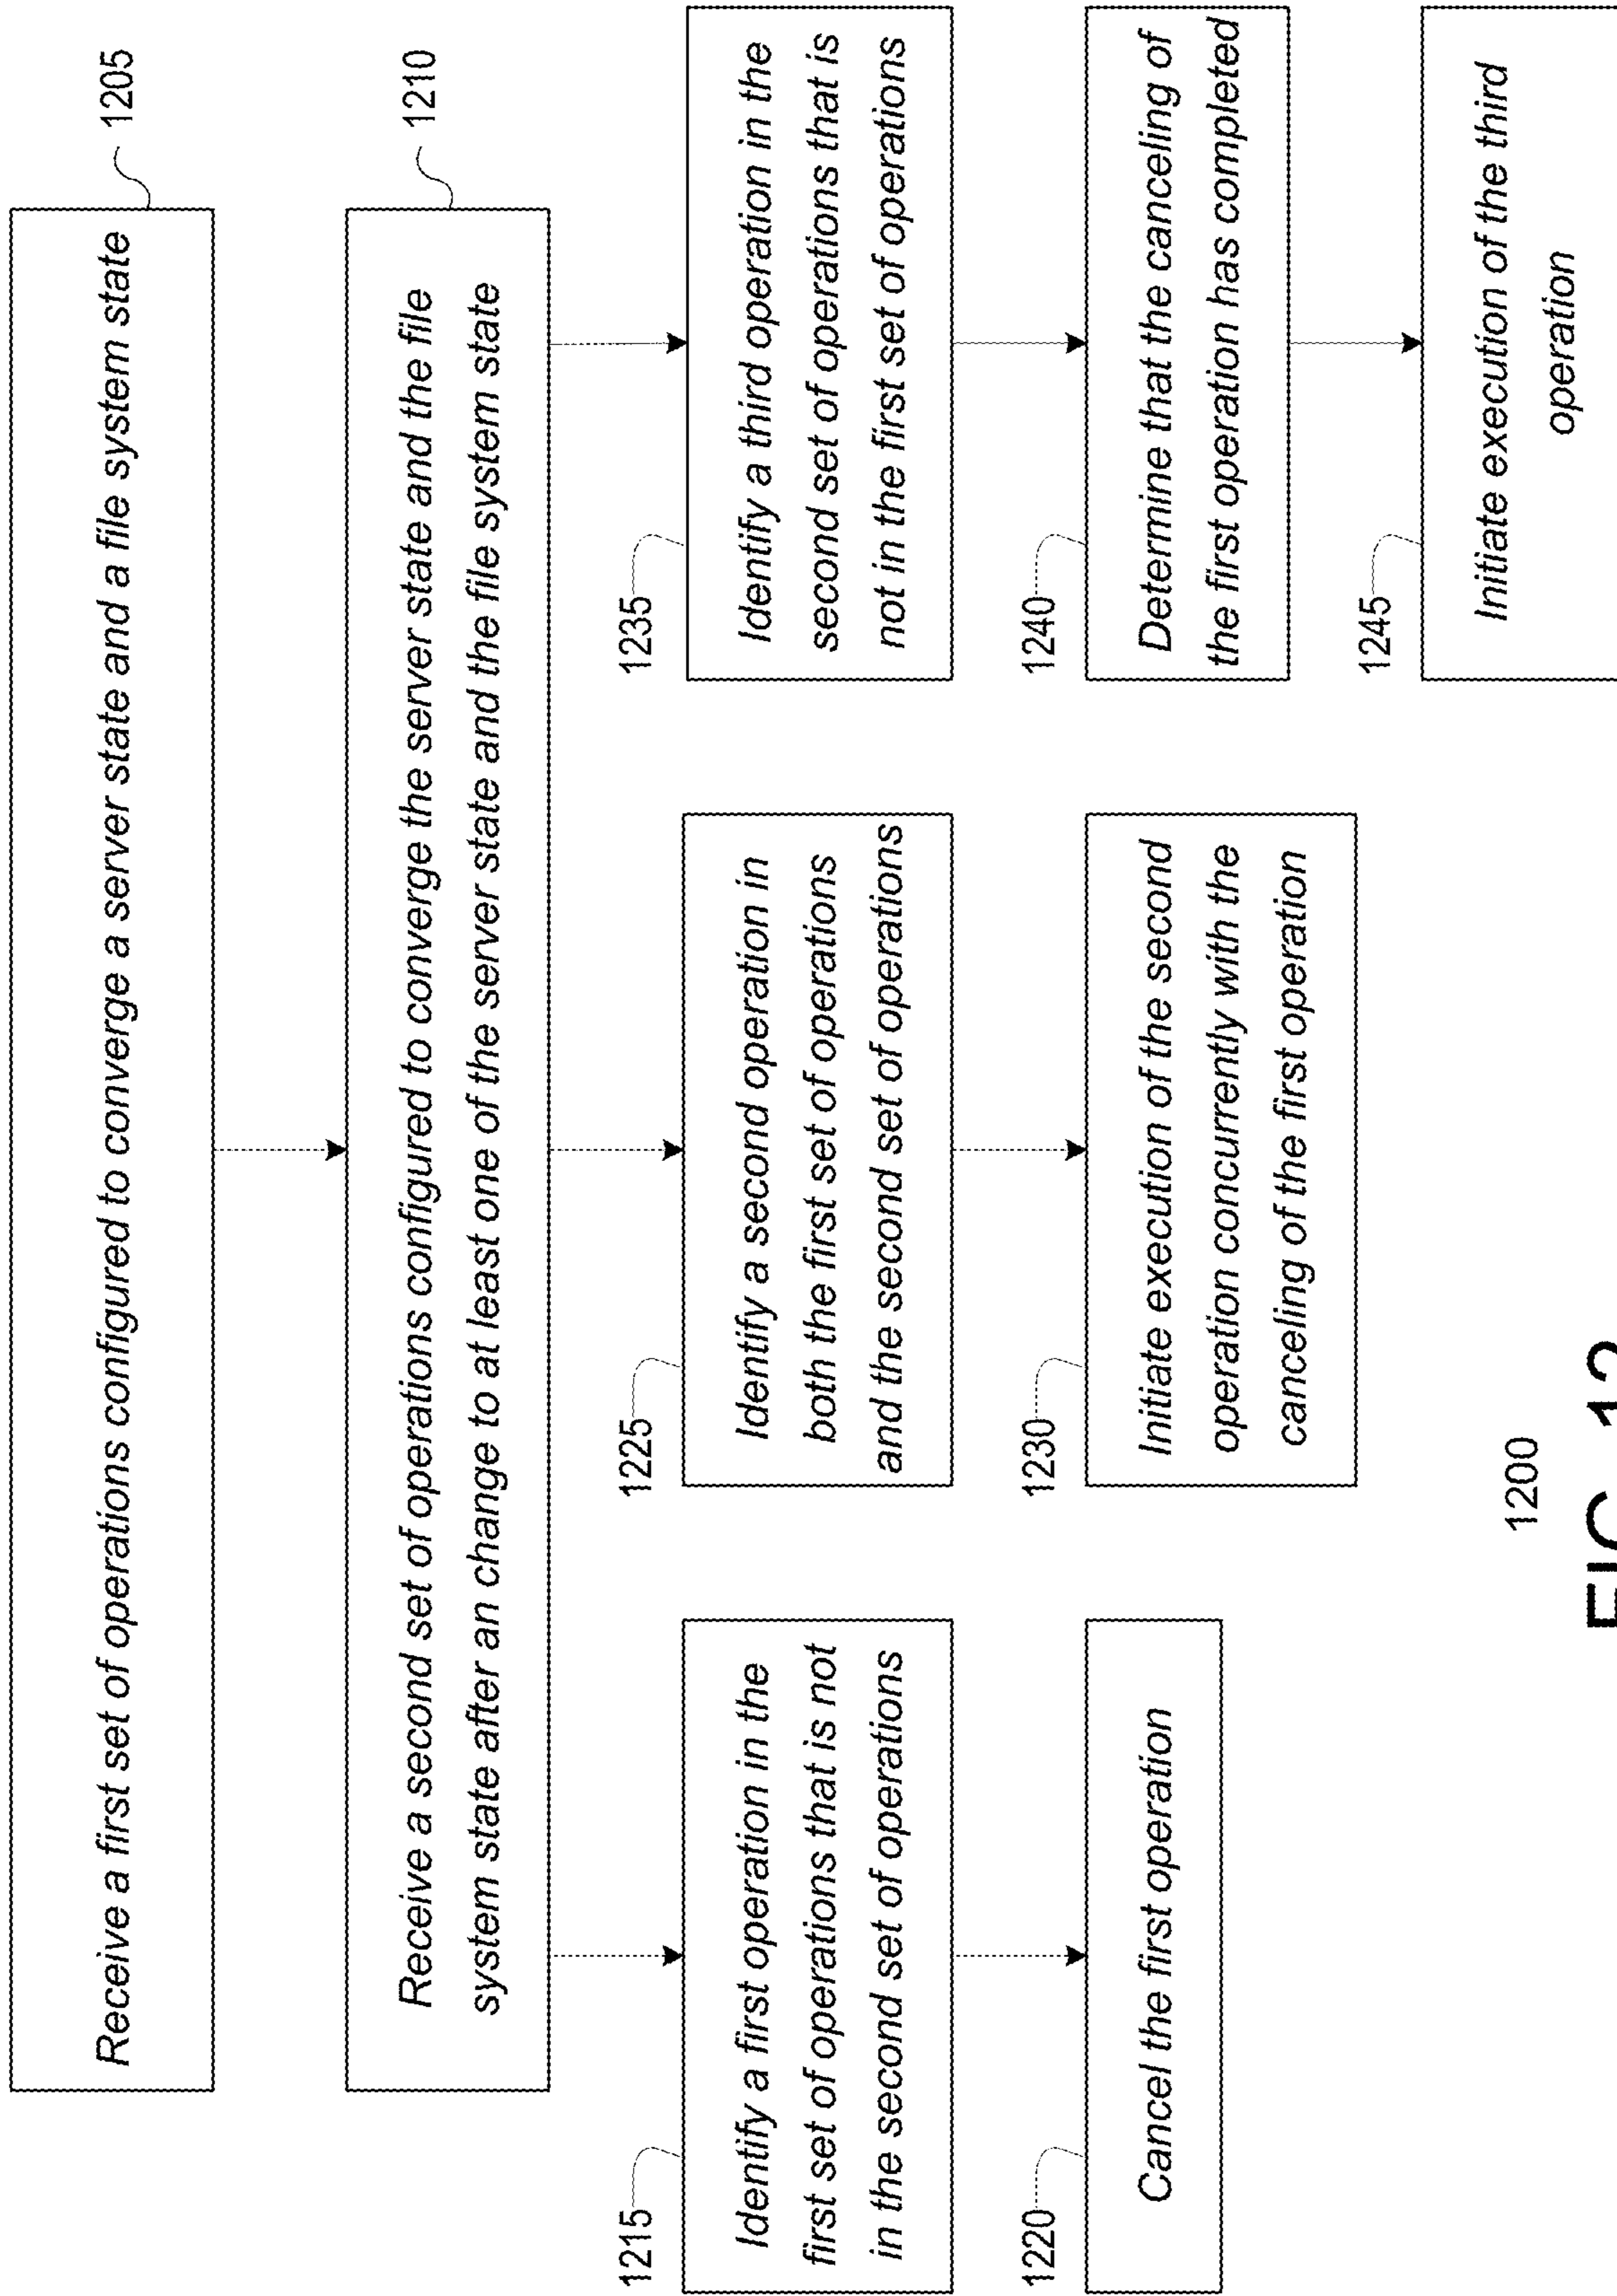 Receive a first set of operations configured to converge a server state and a file system state
1205
Receive a second set of operations configured to converge the server state and the file
system state after an change to at least one of the server state and the file system state
1210
1215
Identify a first operation in the
first set of operations that is not
in the second set of operations
1220
Cancel the first operation
1225
Identify a second operation in
both the first set of operations
and the second set of operations
1230
Initiate execution of the second
operation concurrently with the
canceling of the first operation
1235
Identify a third operation in the
second set of operations that is
not in the first set of operations
1240
Determine that the canceling of
the first operation has completed
1245
Initiate execution of the third
operation
1200
FIG. 12